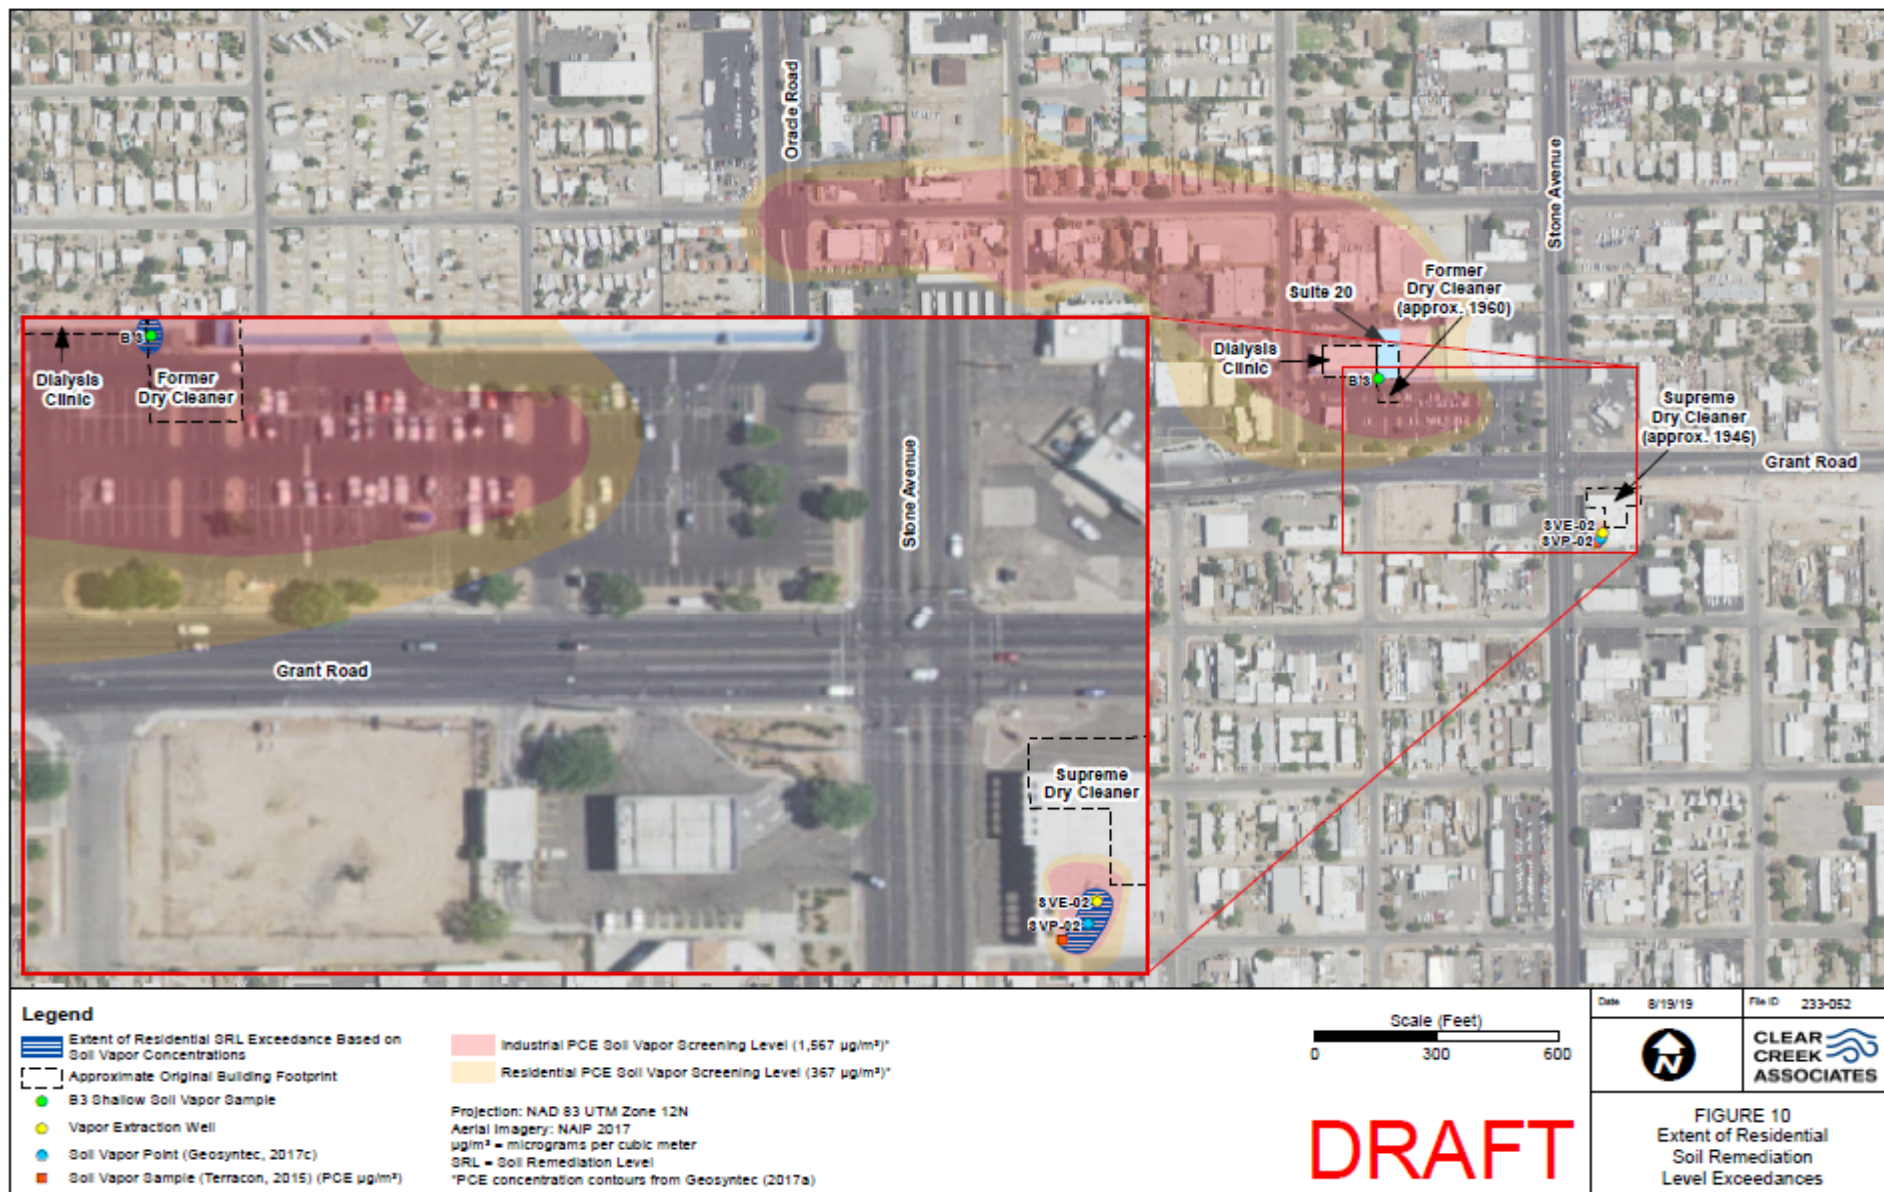 Oracle Road
Stone Avenue
Former
Dry Cleaner
(approx. 1960)
Suite 20
Dialysis
Clinic
B3
Supreme
Dry Cleaner
(approx. 1946)
Grant Road
SVE-02
SVP-02
B3
Dialysis
Clinic
Former
Dry Cleaner
Stone Avenue
Grant Road
Supreme
Dry Cleaner
SVE-02
SVP-02
Legend
Extent of Residential SRL Exceedance Based on
Soil Vapor Concentrations
Approximate Original Building Footprint
B3 Shallow Soil Vapor Sample
Vapor Extraction Well
Soil Vapor Point (Geosyntec, 2017c)
Soil Vapor Sample (Terracon, 2015) (PCE µg/m³)
Industrial PCE Soil Vapor Screening Level (1,567 µg/m³)*
Residential PCE Soil Vapor Screening Level (367 µg/m³)*
Projection: NAD 83 UTM Zone 12N
Aerial Imagery: NAIP 2017
µg/m³ = micrograms per cubic meter
SRL = Soil Remediation Level
*PCE concentration contours from Geosyntec (2017a)
Scale (Feet)
0 300 600
DRAFT
Date 8/19/19
File ID 233-052
N
CLEAR
CREEK
ASSOCIATES
FIGURE 10
Extent of Residential
Soil Remediation
Level Exceedances